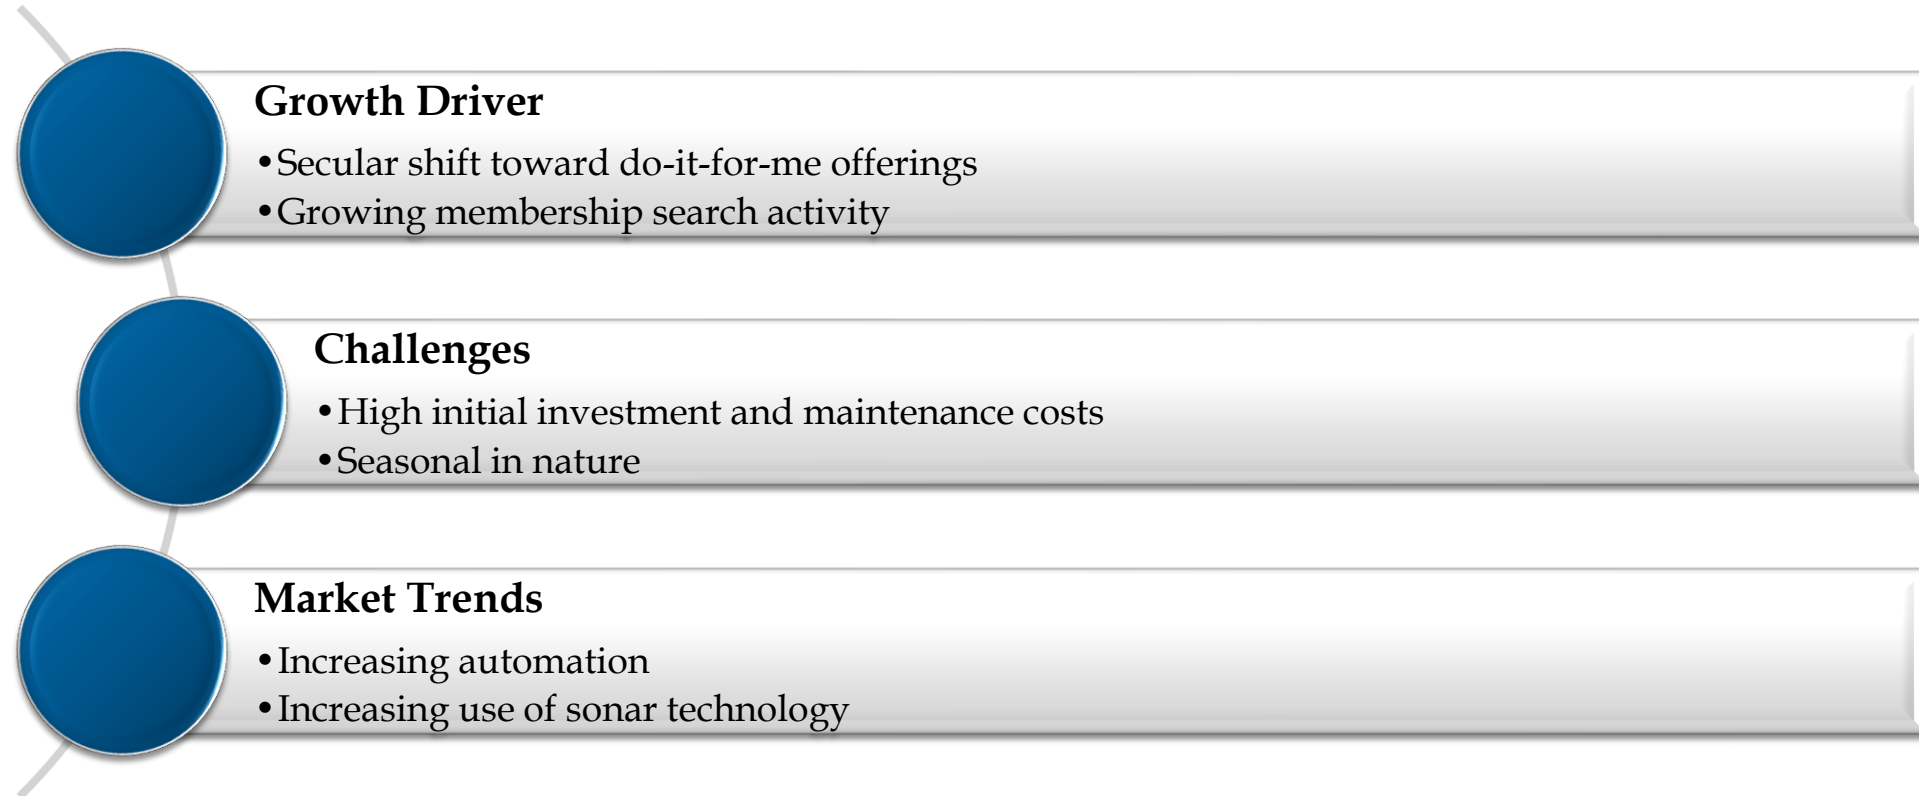 Growth Driver
•Secular shift toward do-it-for-me offerings
•Growing membership search activity
Challenges
•High initial investment and maintenance costs
•Seasonal in nature
Market Trends
•Increasing automation
•Increasing use of sonar technology